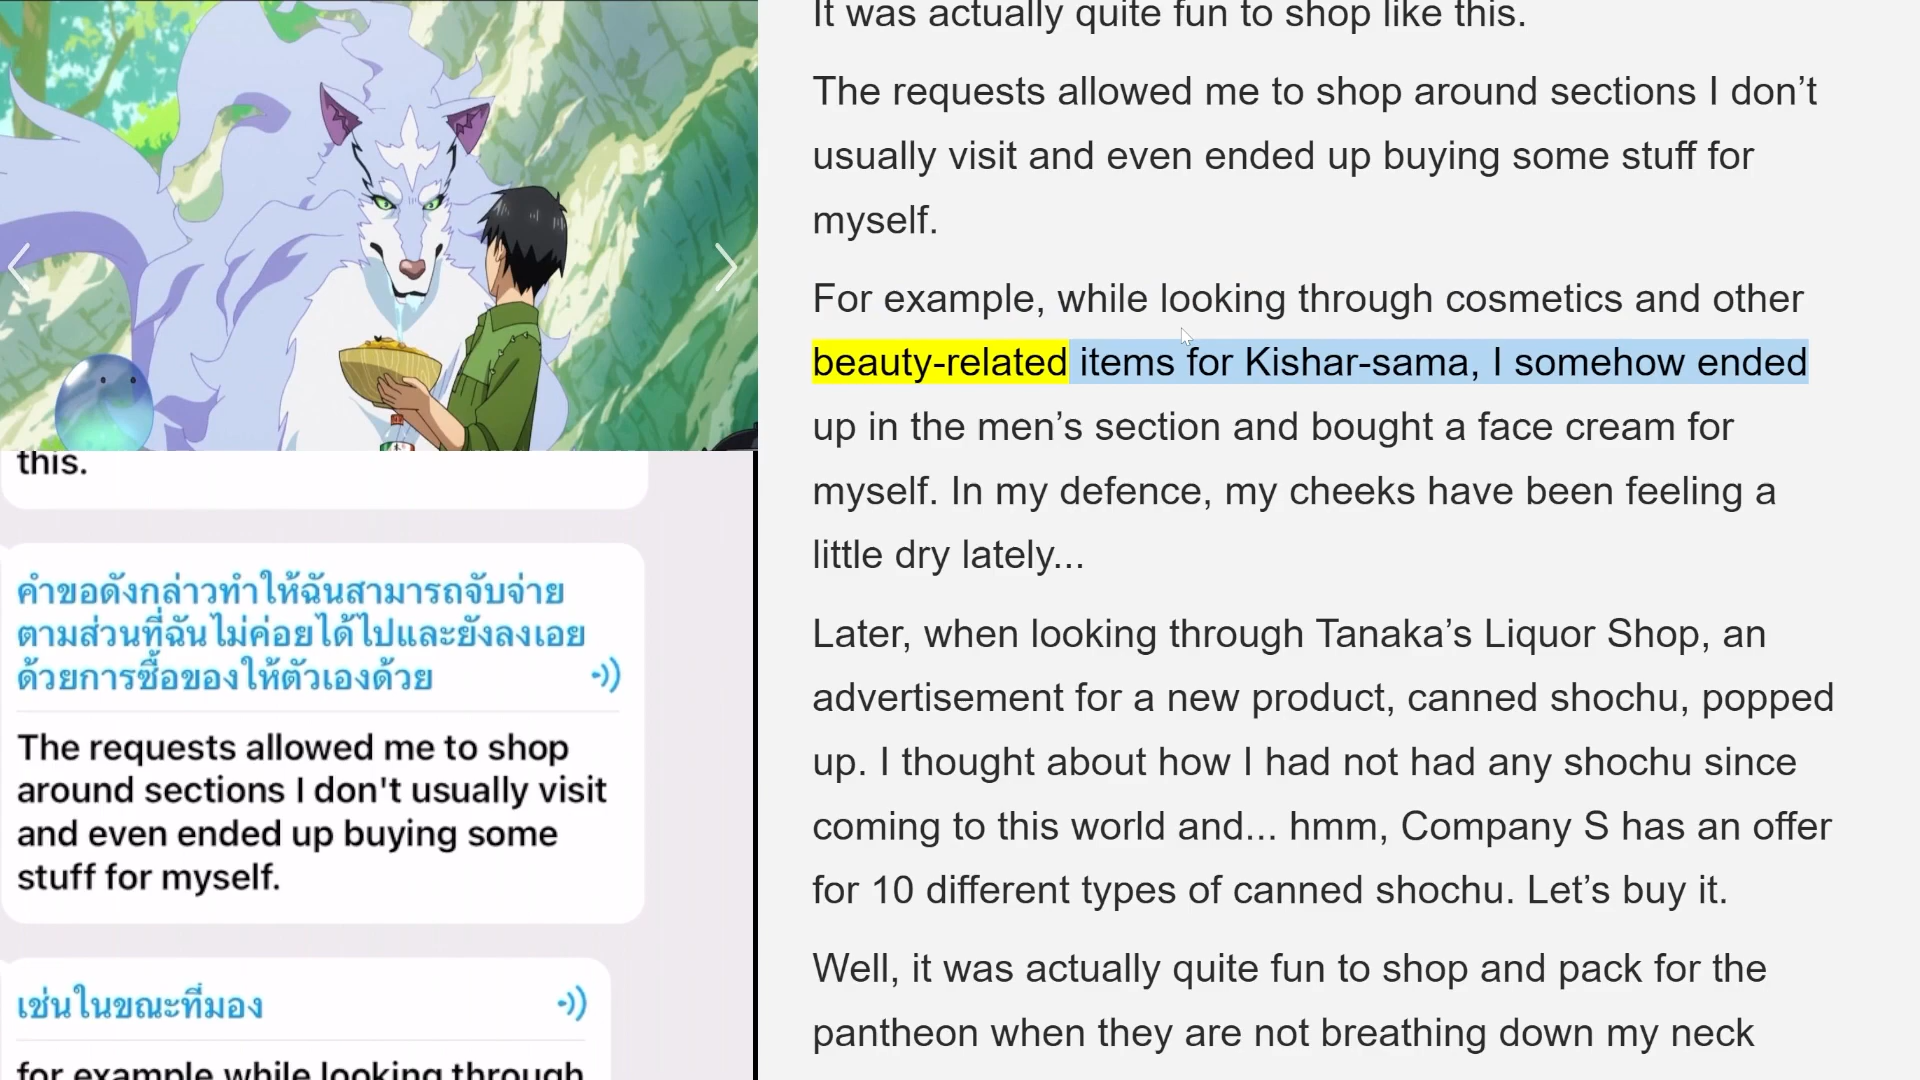 this.
คำขอดังกล่าวทำให้ฉันสามารถจับจ่าย
ตามส่วนที่ฉันไม่ค่อยได้ไปและยังลงเอย
ด้วยการซื้อของให้ตัวเองด้วย
The requests allowed me to shop
around sections I don't usually visit
and even ended up buying some
stuff for myself.
เช่นในขณะที่มอง
for example while looking through
It was actually quite fun to shop like this.
The requests allowed me to shop around sections I don’t
usually visit and even ended up buying some stuff for
myself.
For example, while looking through cosmetics and other
beauty-related items for Kishar-sama, I somehow ended
up in the men’s section and bought a face cream for
myself. In my defence, my cheeks have been feeling a
little dry lately...
Later, when looking through Tanaka’s Liquor Shop, an
advertisement for a new product, canned shochu, popped
up. I thought about how I had not had any shochu since
coming to this world and... hmm, Company S has an offer
for 10 different types of canned shochu. Let’s buy it.
Well, it was actually quite fun to shop and pack for the
pantheon when they are not breathing down my neck